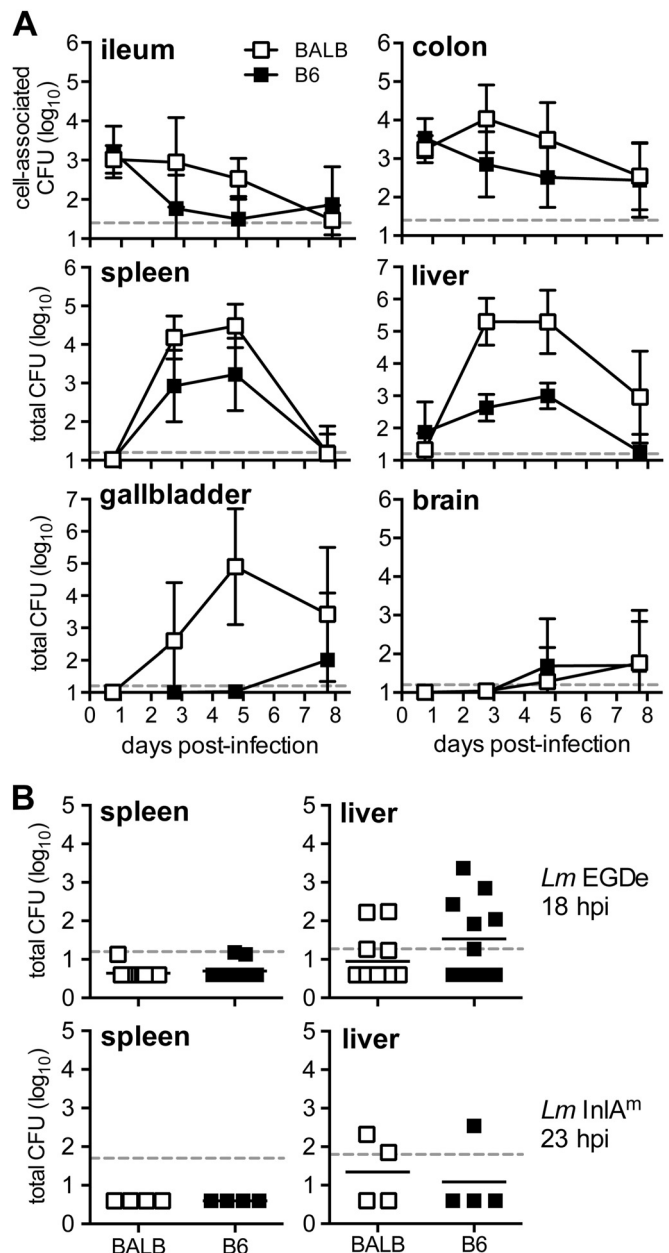 A
ileum
BALB
B6
colon
cell-associated
CFU (log10)
6
5
4
3
2
1
6
5
4
3
2
1
spleen
liver
total CFU (log10)
6
5
4
3
2
1
7
6
5
4
3
2
1
gallbladder
brain
total CFU (log10)
7
6
5
4
3
2
1
6
5
4
3
2
1
0 1 2 3 4 5 6 7 8
0 1 2 3 4 5 6 7 8
days post-infection
days post-infection
B
spleen
liver
total CFU (log10)
5
4
3
2
1
0
5
4
3
2
1
0
Lm EGDe
18 hpi
spleen
liver
total CFU (log10)
5
4
3
2
1
0
5
4
3
2
1
0
Lm InlAm
23 hpi
BALB B6
BALB B6